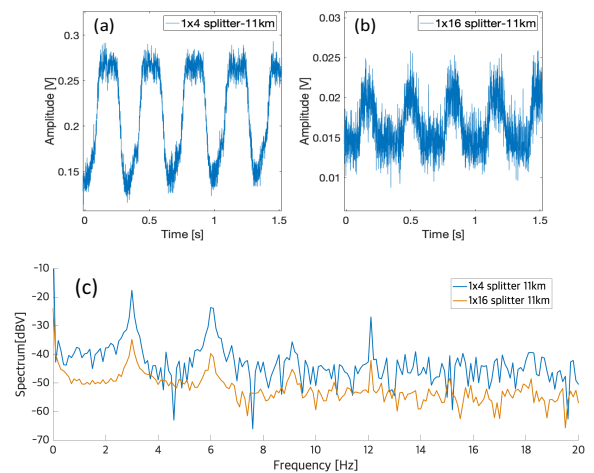 (a)
1x4 splitter-11km
0.3
0.25
0.2
0.15
Amplitude [V]
0
0.5
1
1.5
Time [s]
(b)
1x16 splitter-11km
0.03
0.025
0.02
0.015
0.01
Amplitude [V]
0
0.5
1
1.5
Time [s]
(c)
1x4 splitter 11km
1x16 splitter 11km
-10
-20
-30
-40
-50
-60
-70
Spectrum[dBV]
0 2 4 6 8 10 12 14 16 18 20
Frequency [Hz]